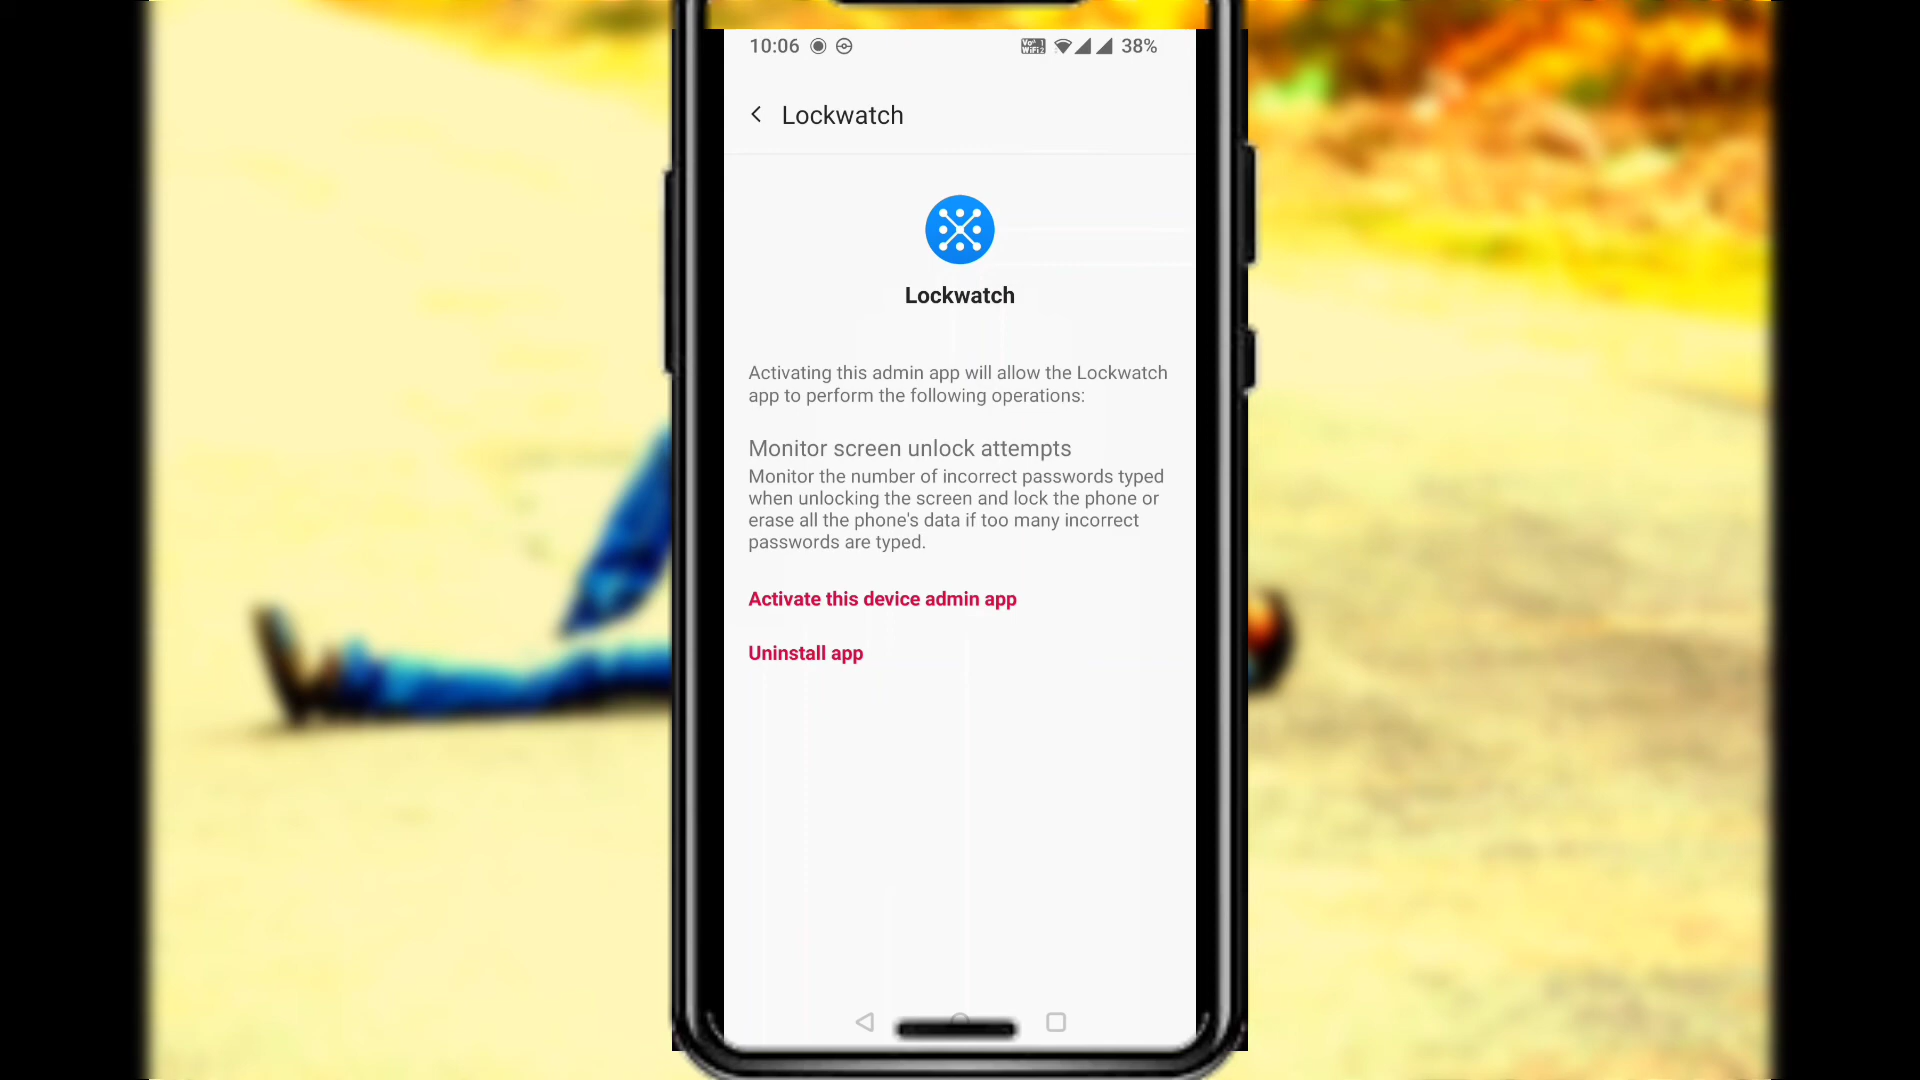 10:06 38%
Lockwatch
Lockwatch
Activating this admin app will allow the Lockwatch
app to perform the following operations:
Monitor screen unlock attempts
Monitor the number of incorrect passwords typed
when unlocking the screen and lock the phone or
erase all the phone's data if too many incorrect
passwords are typed.
Activate this device admin app
Uninstall app